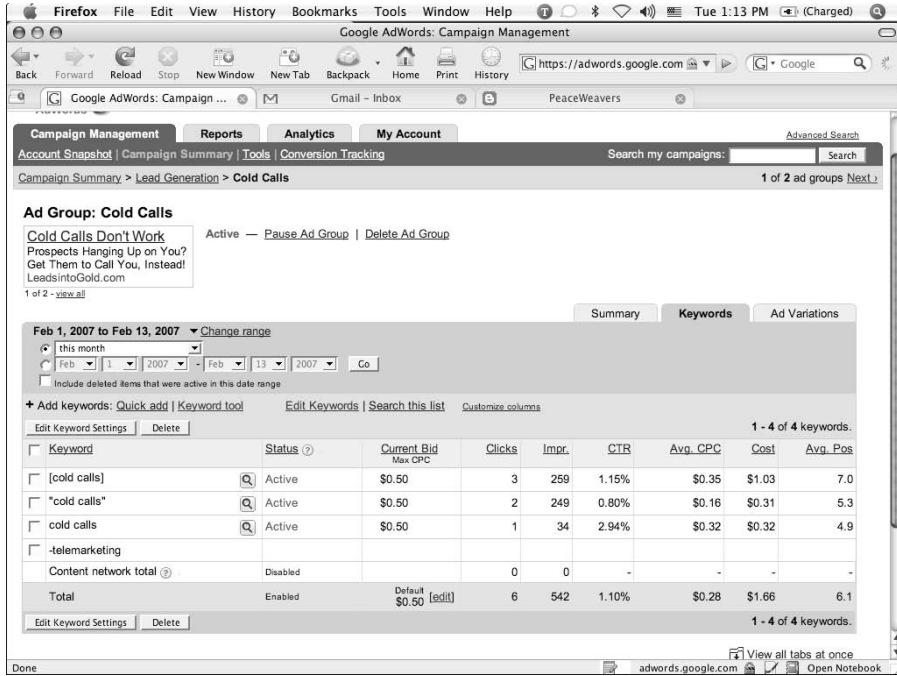 Firefox File Edit View History Bookmarks Tools Window Help Tue 1:13 PM (Charged)
Google AdWords: Campaign Management
Back Forward Reload Stop New Window New Tab Backpack Home Print History https://adwords.google.com Google
Google AdWords: Campaign ... Gmail – Inbox PeaceWeavers
Campaign Management Reports Analytics My Account Advanced Search
Account Snapshot | Campaign Summary | Tools | Conversion Tracking Search my campaigns: Search
Campaign Summary > Lead Generation > Cold Calls 1 of 2 ad groups Next ›
Ad Group: Cold Calls
Cold Calls Don't Work Active — Pause Ad Group | Delete Ad Group
Prospects Hanging Up on You?
Get Them to Call You, Instead!
LeadsintoGold.com
1 of 2 - view all
Summary Keywords Ad Variations
Feb 1, 2007 to Feb 13, 2007 Change range
this month
Feb 1 2007 - Feb 13 2007 Go
Include deleted items that were active in this date range
+ Add keywords: Quick add | Keyword tool Edit Keywords | Search this list Customize columns
Edit Keyword Settings Delete 1 - 4 of 4 keywords.
Keyword Status ? Current Bid Clicks Impr. CTR Avg. CPC Cost Avg. Pos
Max CPC
[cold calls] Active $0.50 3 259 1.15% $0.35 $1.03 7.0
"cold calls" Active $0.50 2 249 0.80% $0.16 $0.31 5.3
cold calls Active $0.50 1 34 2.94% $0.32 $0.32 4.9
-telemarketing
Content network total ? Disabled 0 0 - - - -
Total Enabled Default $0.50 [edit] 6 542 1.10% $0.28 $1.66 6.1
Edit Keyword Settings Delete 1 - 4 of 4 keywords.
View all tabs at once
Done adwords.google.com Open Notebook